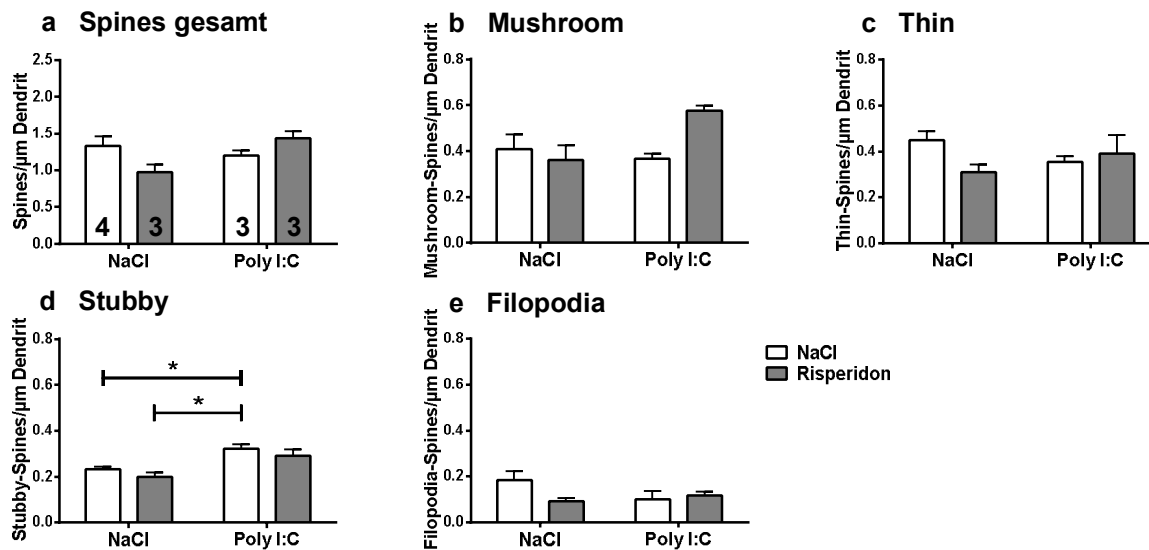 a Spines gesamt
Spines/µm Dendrit
2.5
2.0
1.5
1.0
0.5
0.0
4
3
3
3
NaCl
Poly I:C
b Mushroom
Mushroom-Spines/µm Dendrit
0.8
0.6
0.4
0.2
0.0
NaCl
Poly I:C
c Thin
Thin-Spines/µm Dendrit
0.8
0.6
0.4
0.2
0.0
NaCl
Poly I:C
d Stubby
Stubby-Spines/µm Dendrit
0.8
0.6
0.4
0.2
0.0
*
*
NaCl
Poly I:C
e Filopodia
Filopodia-Spines/µm Dendrit
0.8
0.6
0.4
0.2
0.0
NaCl
Poly I:C
NaCl
Risperidon